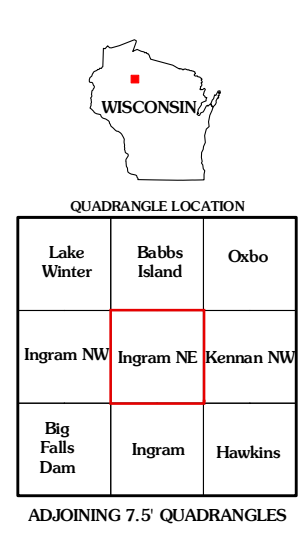 WISCONSIN
QUADRANGLE LOCATION
Lake
Winter
Babbs
Island
Oxbo
Ingram NW
Ingram NE
Kennan NW
Big
Falls
Dam
Ingram
Hawkins
ADJOINING 7.5' QUADRANGLES